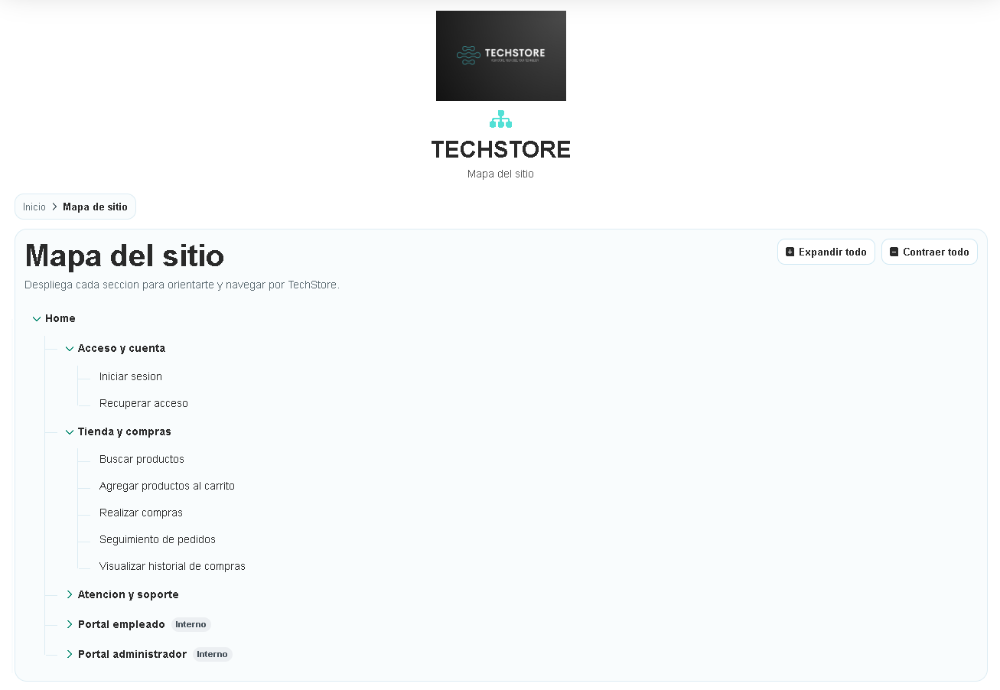 TECHSTORE
TECHSTORE
Mapa del sitio
Inicio > Mapa de sitio
Mapa del sitio
Expandir todo
Contraer todo
Despliega cada seccion para orientarte y navegar por TechStore.
Home
Acceso y cuenta
Iniciar sesion
Recuperar acceso
Tienda y compras
Buscar productos
Agregar productos al carrito
Realizar compras
Seguimiento de pedidos
Visualizar historial de compras
Atencion y soporte
Portal empleado Interno
Portal administrador Interno